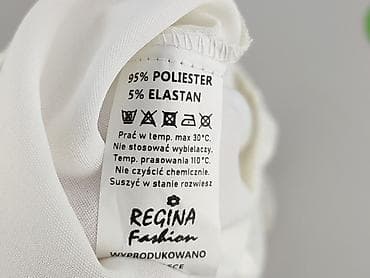 95% POLIESTER
5% ELASTAN
Prać w temp. max 30°C.
Nie stosować wybielaczy.
Temp. prasowania 110°C.
Nie czyścić chemicznie.
Suszyć w stanie rozwiesz
REGINA
Fashion
WYPRODUKOWANO